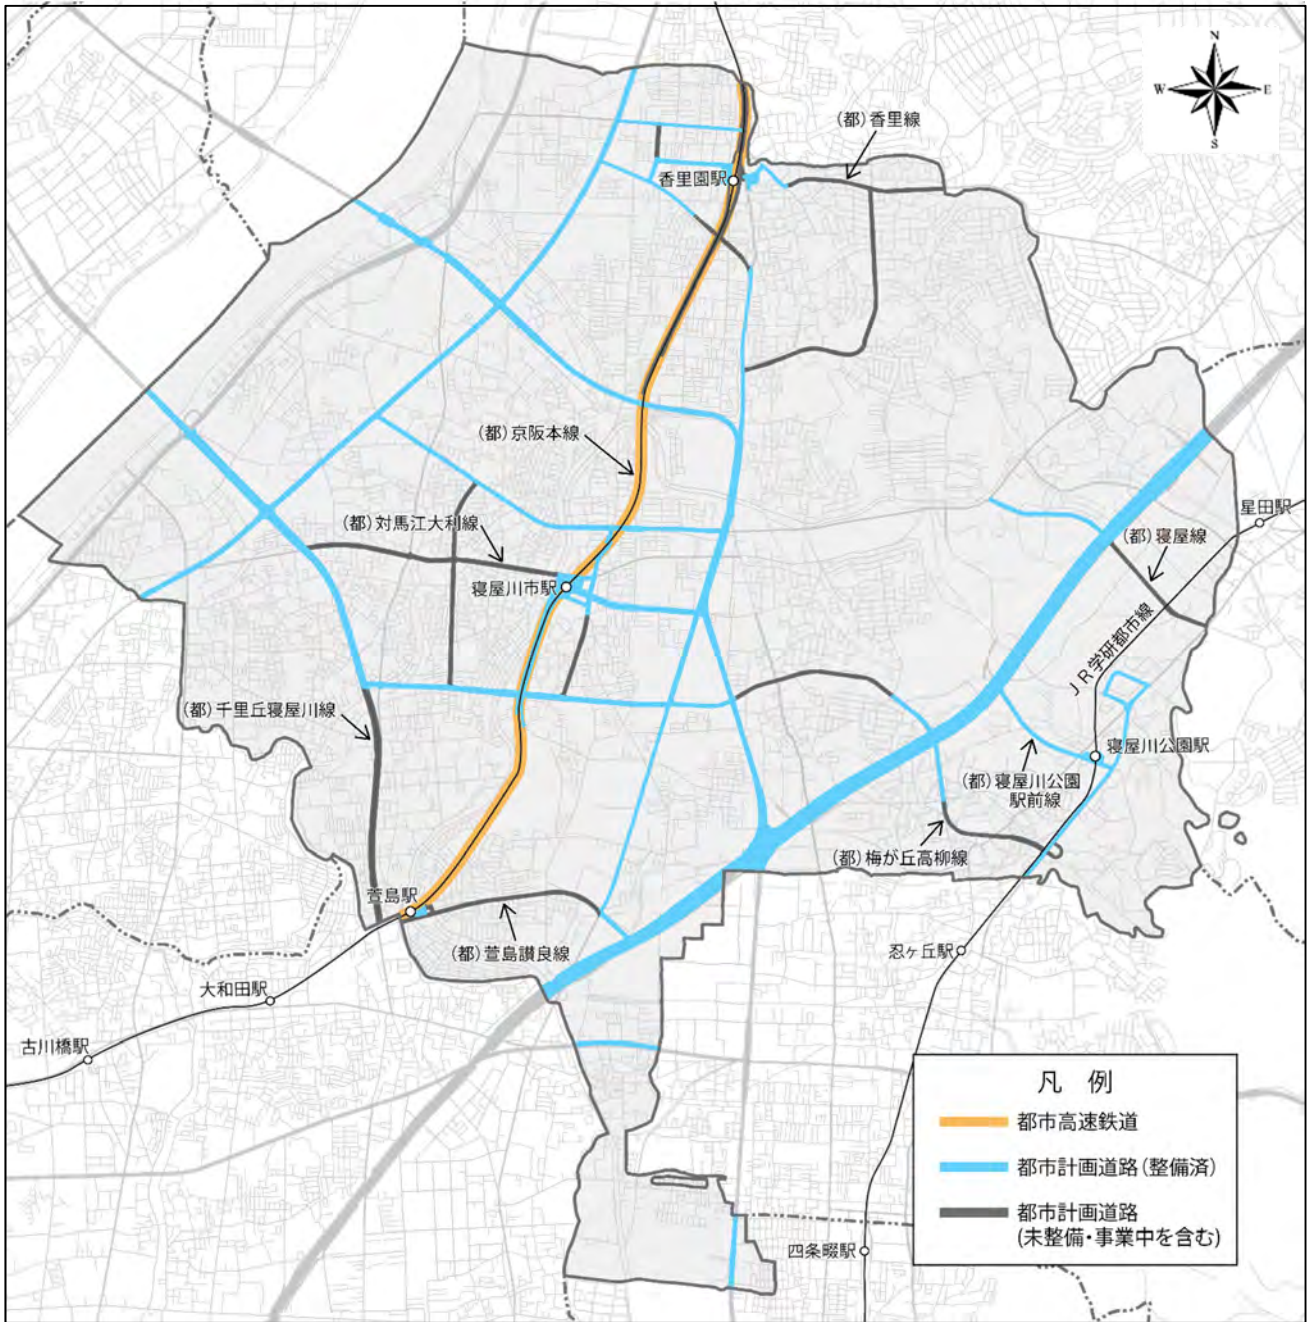 N
W
E
S
(都)香里線
香里園駅
(都)京阪本線
星田駅
(都)対馬江大利線
(都)寝屋線
寝屋川市駅
JR学研都市線
(都)千里丘寝屋川線
寝屋川公園駅
(都)寝屋川公園
駅前線
(都)梅が丘高柳線
萱島駅
(都)萱島讃良線
忍ヶ丘駅
大和田駅
古川橋駅
四条畷駅
凡 例
都市高速鉄道
都市計画道路(整備済)
都市計画道路
(未整備・事業中を含む)